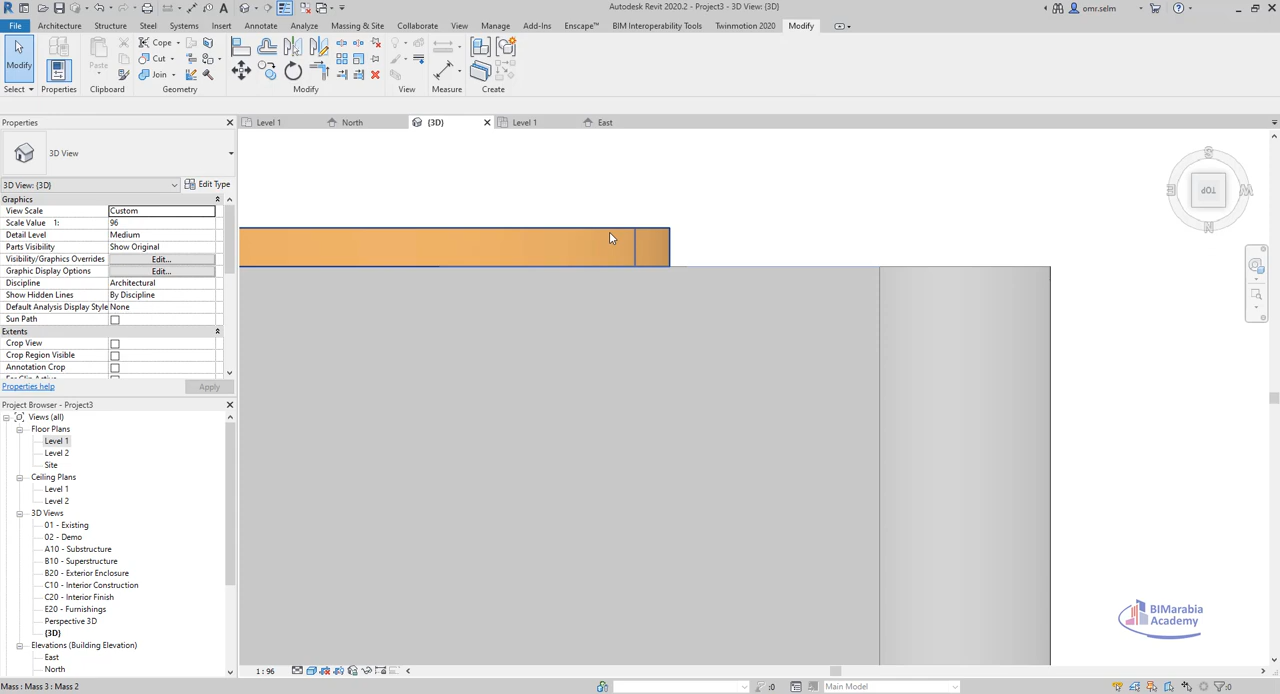 Autodesk Revit 2020.2 - Project3 - 3D View: {3D}
omr.selm
File Architecture Structure Steel Systems Insert Annotate Analyze Massing & Site Collaborate View Manage Add-Ins Enscape™ BIM Interoperability Tools Twinmotion 2020 Modify
Modify Paste Cope
Cut
Join
Select Properties Clipboard Geometry Modify View Measure Create
Properties
Level 1 North {3D} Level 1 East
3D View
3D View: {3D} Edit Type
Graphics
View Scale Custom
Scale Value 1: 96
Detail Level Medium
Parts Visibility Show Original
Visibility/Graphics Overrides Edit...
Graphic Display Options Edit...
Discipline Architectural
Show Hidden Lines By Discipline
Default Analysis Display Style None
Sun Path
Extents
Crop View
Crop Region Visible
Annotation Crop
Far Clip Active
Properties help Apply
Project Browser - Project3
Views (all)
Floor Plans
Level 1
Level 2
Site
Ceiling Plans
Level 1
Level 2
3D Views
01 - Existing
02 - Demo
A10 - Substructure
B10 - Superstructure
B20 - Exterior Enclosure
C10 - Interior Construction
C20 - Interior Finish
E20 - Furnishings
Perspective 3D
{3D}
Elevations (Building Elevation)
East
North
S
E TOP W
N
BIMarabia
Academy
1 : 96
Mass : Mass 3 : Mass 2
:0 Main Model :0